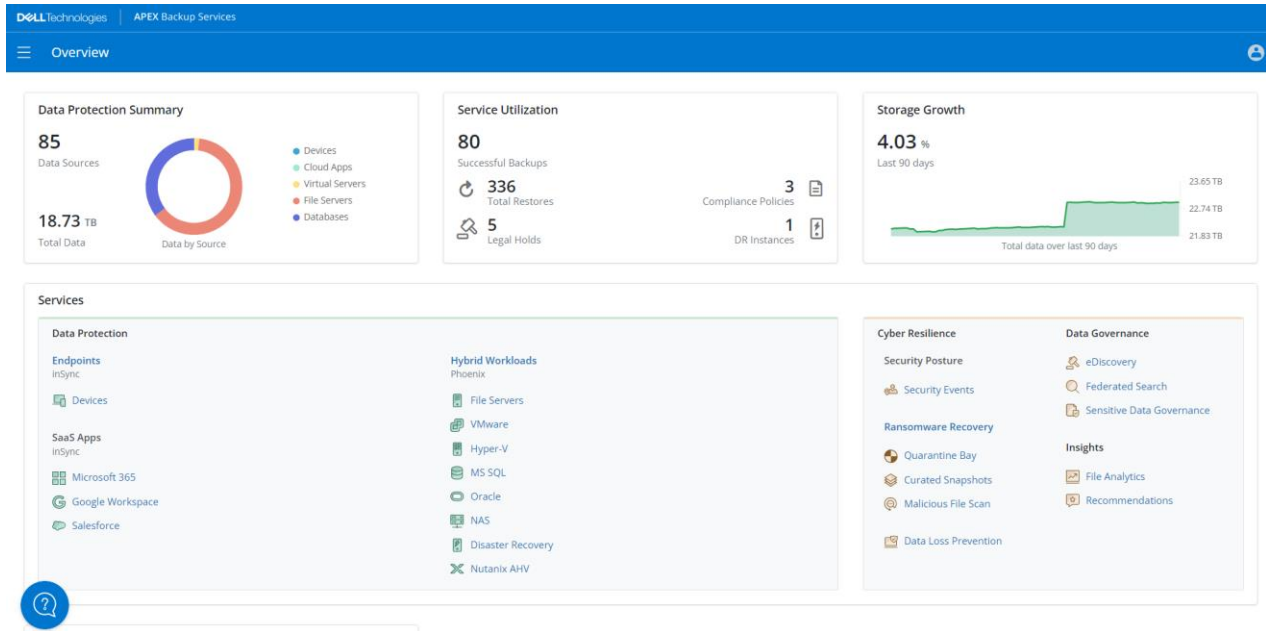 DELLTechnologies APEX Backup Services
Overview
Data Protection Summary
85
Data Sources
18.73 TB
Total Data
Data by Source
Devices
Cloud Apps
Virtual Servers
File Servers
Databases
Service Utilization
80
Successful Backups
336
Total Restores
3
Compliance Policies
5
Legal Holds
1
DR Instances
Storage Growth
4.03 %
Last 90 days
23.65 TB
22.74 TB
21.83 TB
Total data over last 90 days
Services
Data Protection
Endpoints
inSync
Devices
SaaS Apps
inSync
Microsoft 365
Google Workspace
Salesforce
Hybrid Workloads
Phoenix
File Servers
VMware
Hyper-V
MS SQL
Oracle
NAS
Disaster Recovery
Nutanix AHV
Cyber Resilience
Security Posture
Security Events
Ransomware Recovery
Quarantine Bay
Curated Snapshots
Malicious File Scan
Data Loss Prevention
Data Governance
eDiscovery
Federated Search
Sensitive Data Governance
Insights
File Analytics
Recommendations
?